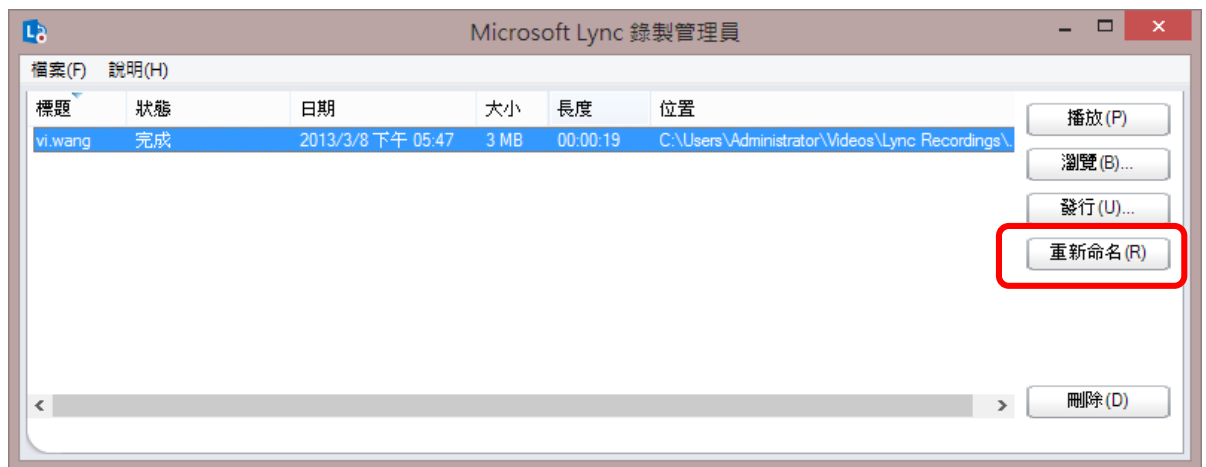 Microsoft Lync 錄製管理員
檔案(F) 說明(H)
標題 狀態 日期 大小 長度 位置
vi.wang 完成 2013/3/8 下午 05:47 3 MB 00:00:19 C:\Users\Administrator\Videos\Lync Recordings\.
播放(P)
瀏覽(B)...
發行(U)...
重新命名(R)
刪除(D)